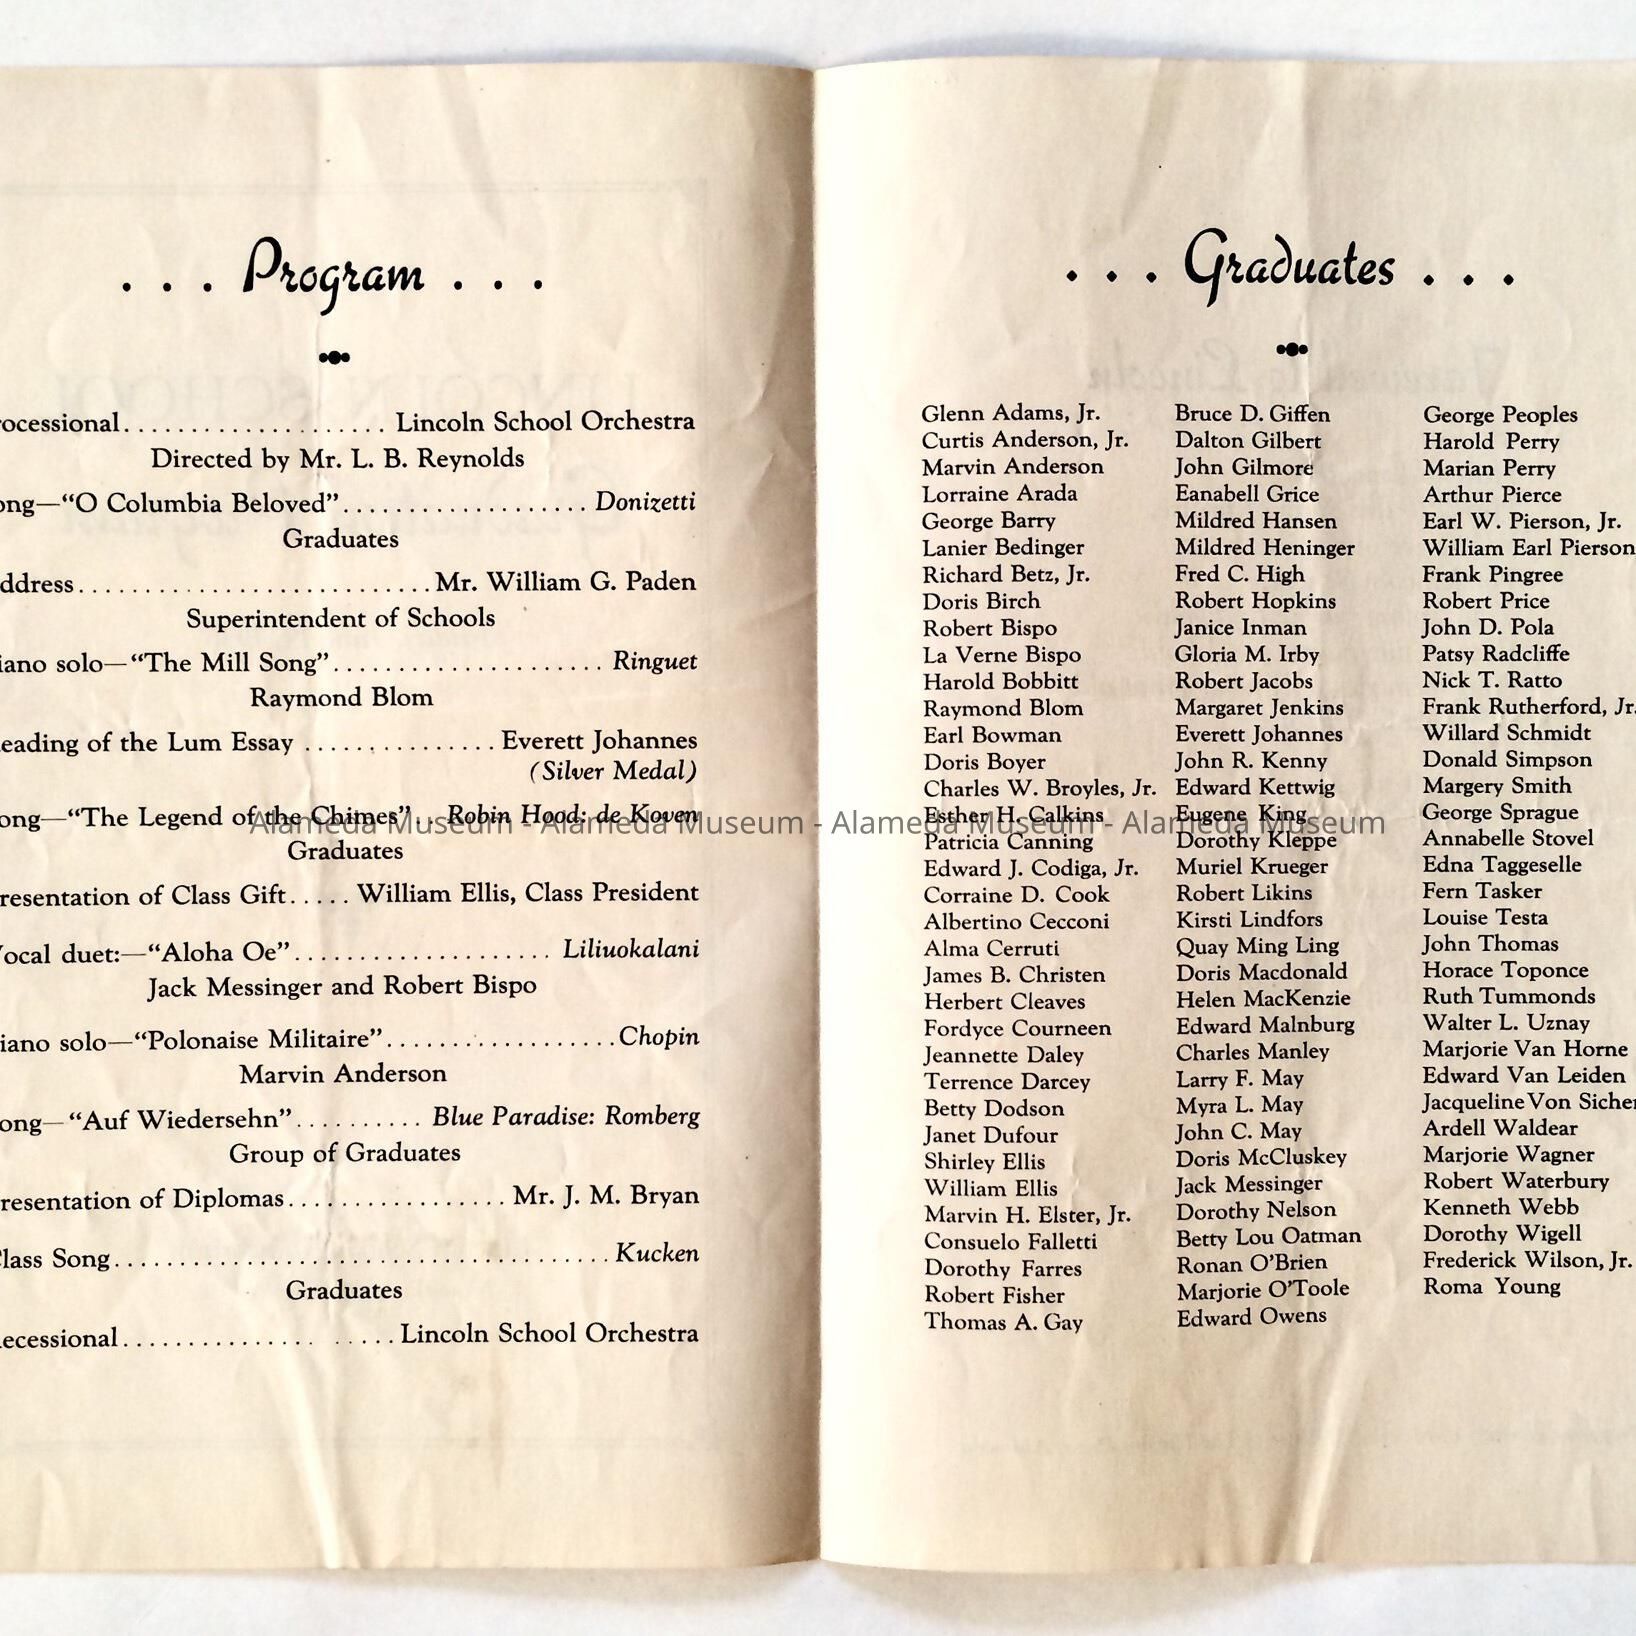 . . . Program . . .
ocessional. . . . . . . . . . . . . . . . . . . . Lincoln School Orchestra
Directed by Mr. L. B. Reynolds
ong—“O Columbia Beloved”. . . . . . . . . . . . . . . . . . . Donizetti
Graduates
ddress. . . . . . . . . . . . . . . . . . . . . . . . . . . Mr. William G. Paden
Superintendent of Schools
iano solo—“The Mill Song”. . . . . . . . . . . . . . . . . . . . . Ringuet
Raymond Blom
eading of the Lum Essay . . . . . . . . . . . . . . . Everett Johannes
(Silver Medal)
ong—“The Legend of the Chimes” . . Robin Hood: de Koven
Graduates
resentation of Class Gift. . . . . William Ellis, Class President
ocal duet:—“Aloha Oe”. . . . . . . . . . . . . . . . . . . . Liliuokalani
Jack Messinger and Robert Bispo
iano solo—“Polonaise Militaire”. . . . . . . . . . . . . . . . . . Chopin
Marvin Anderson
ong—“Auf Wiedersehn”. . . . . . . . . . Blue Paradise: Romberg
Group of Graduates
resentation of Diplomas. . . . . . . . . . . . . . . . . Mr. J. M. Bryan
lass Song. . . . . . . . . . . . . . . . . . . . . . . . . . . . . . . . . . . . . . Kucken
Graduates
ecessional. . . . . . . . . . . . . . . . . . . . Lincoln School Orchestra
. . . Graduates . . .
Glenn Adams, Jr.
Curtis Anderson, Jr.
Marvin Anderson
Lorraine Arada
George Barry
Lanier Bedinger
Richard Betz, Jr.
Doris Birch
Robert Bispo
La Verne Bispo
Harold Bobbitt
Raymond Blom
Earl Bowman
Doris Boyer
Charles W. Broyles, Jr.
Esther H. Calkins
Patricia Canning
Edward J. Codiga, Jr.
Corraine D. Cook
Albertino Cecconi
Alma Cerruti
James B. Christen
Herbert Cleaves
Fordyce Courneen
Jeannette Daley
Terrence Darcey
Betty Dodson
Janet Dufour
Shirley Ellis
William Ellis
Marvin H. Elster, Jr.
Consuelo Falletti
Dorothy Farres
Robert Fisher
Thomas A. Gay
Bruce D. Giffen
Dalton Gilbert
John Gilmore
Eanabell Grice
Mildred Hansen
Mildred Heninger
Fred C. High
Robert Hopkins
Janice Inman
Gloria M. Irby
Robert Jacobs
Margaret Jenkins
Everett Johannes
John R. Kenny
Edward Kettwig
Eugene King
Dorothy Kleppe
Muriel Krueger
Robert Likins
Kirsti Lindfors
Quay Ming Ling
Doris Macdonald
Helen MacKenzie
Edward Malnburg
Charles Manley
Larry F. May
Myra L. May
John C. May
Doris McCluskey
Jack Messinger
Dorothy Nelson
Betty Lou Oatman
Ronan O’Brien
Marjorie O’Toole
Edward Owens
George Peoples
Harold Perry
Marian Perry
Arthur Pierce
Earl W. Pierson, Jr.
William Earl Pierson
Frank Pingree
Robert Price
John D. Pola
Patsy Radcliffe
Nick T. Ratto
Frank Rutherford, Jr.
Willard Schmidt
Donald Simpson
Margery Smith
George Sprague
Annabelle Stovel
Edna Taggeselle
Fern Tasker
Louise Testa
John Thomas
Horace Toponce
Ruth Tummonds
Walter L. Uznay
Marjorie Van Horne
Edward Van Leiden
Jacqueline Von Siche
Ardell Waldear
Marjorie Wagner
Robert Waterbury
Kenneth Webb
Dorothy Wigell
Frederick Wilson, Jr.
Roma Young
Alameda Museum - Alameda Museum - Alameda Museum - Alameda Museum